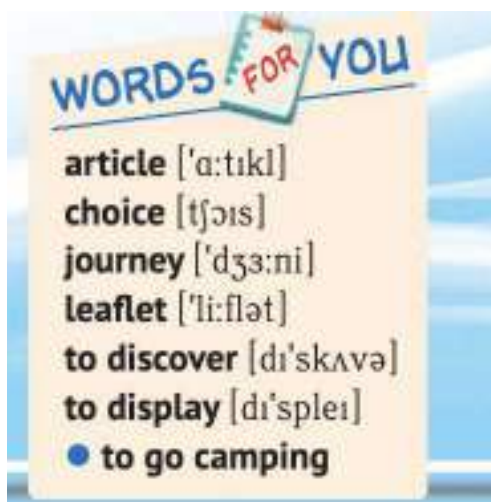 WORDS FOR YOU
article ['ɑ:tɪkl]
choice [tʃɔɪs]
journey ['dʒɜ:ni]
leaflet ['li:flət]
to discover [dɪ'skʌvə]
to display [dɪ'spleɪ]
● to go camping